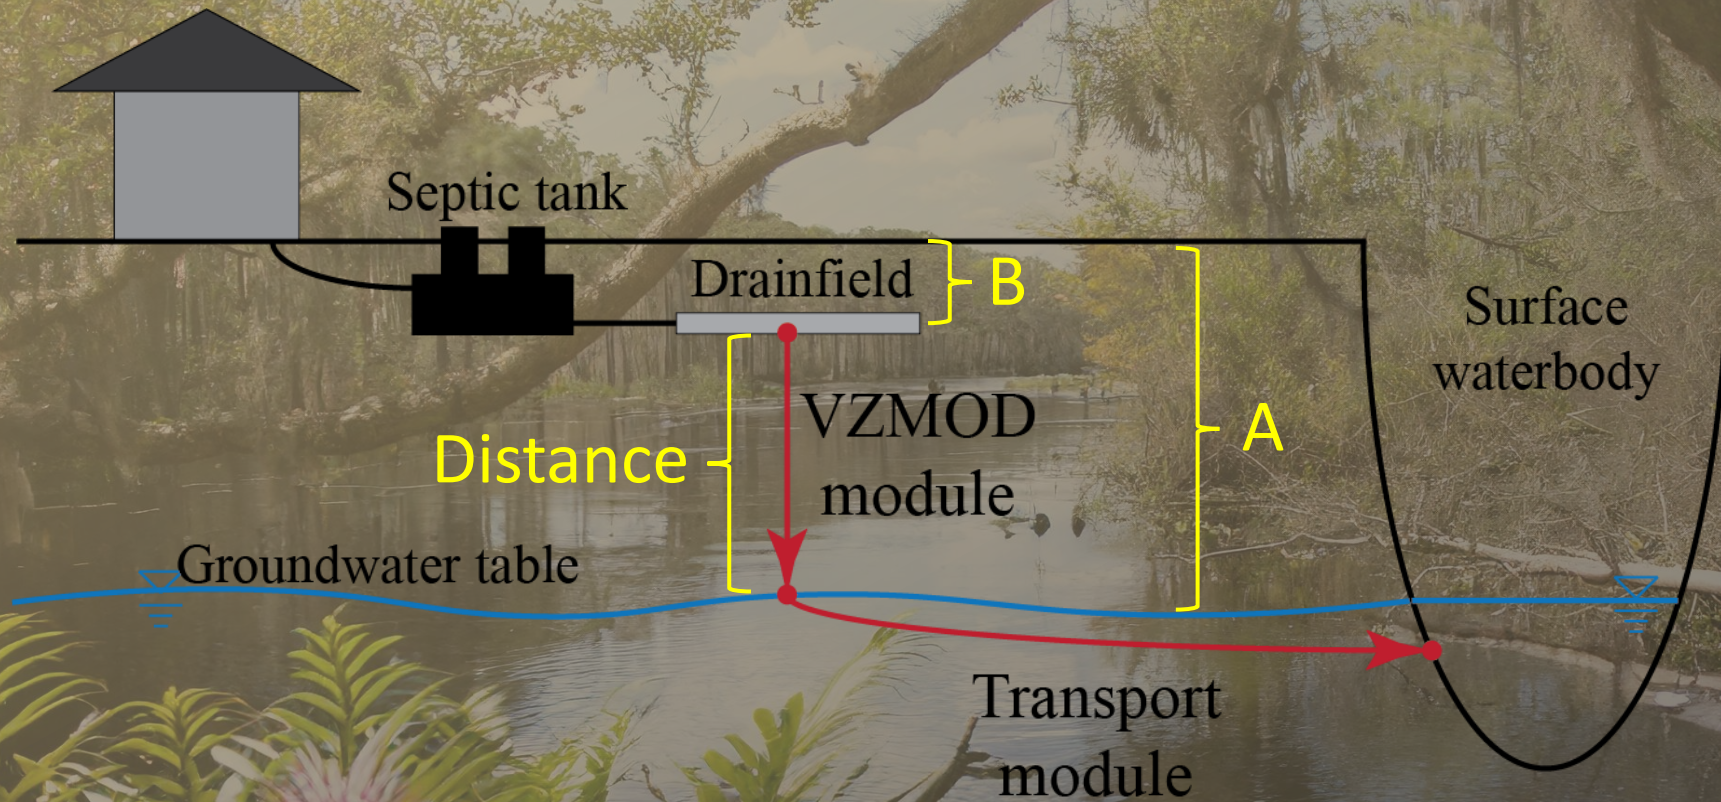 Septic tank
Drainfield
B
Surface
waterbody
VZMOD
module
Distance
A
Groundwater table
Transport
module